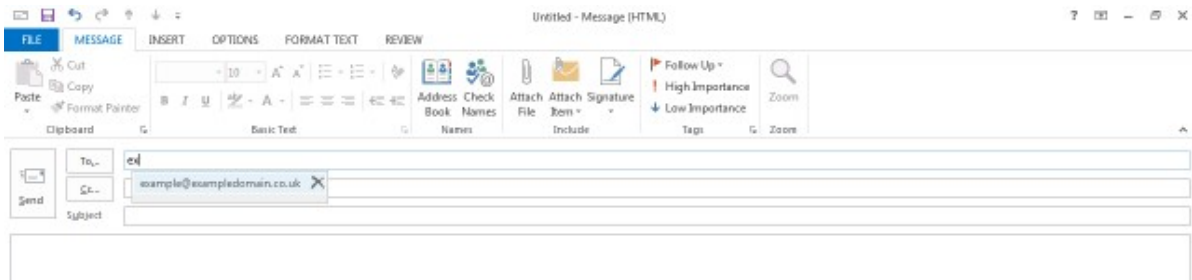 Untitled - Message (HTML)
?
FILE MESSAGE INSERT OPTIONS FORMAT TEXT REVIEW
Paste
Cut
Copy
Format Painter
Clipboard
10
B I U
Basic Text
Address Book
Check Names
Names
Attach File
Attach Item
Signature
Include
Follow Up
High Importance
Low Importance
Tags
Zoom
Zoom
Send
To...
ex
example@exampledomain.co.uk
Cc...
Subject